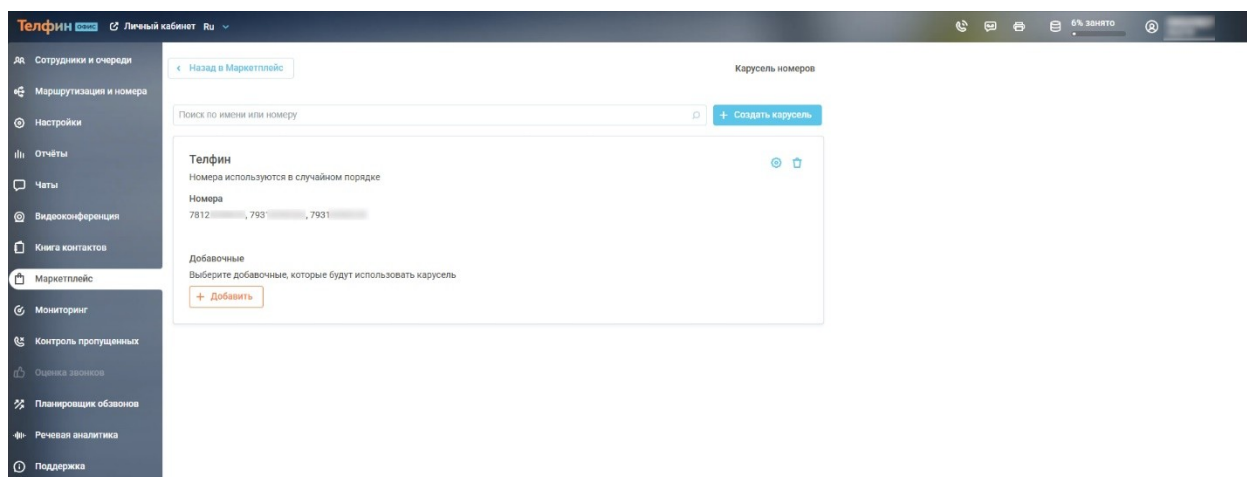 Телфин ОФИС Личный кабинет Ru 6% занято
Сотрудники и очереди
Маршрутизация и номера
Настройки
Отчёты
Чаты
Видеоконференция
Книга контактов
Маркетплейс
Мониторинг
Контроль пропущенных
Оценка звонков
Планировщик обзвонов
Речевая аналитика
Поддержка
Назад в Маркетплейс Карусель номеров
Поиск по имени или номеру + Создать карусель
Телфин
Номера используются в случайном порядке
Номера
7812 , 793 , 7931
Добавочные
Выберите добавочные, которые будут использовать карусель
+ Добавить